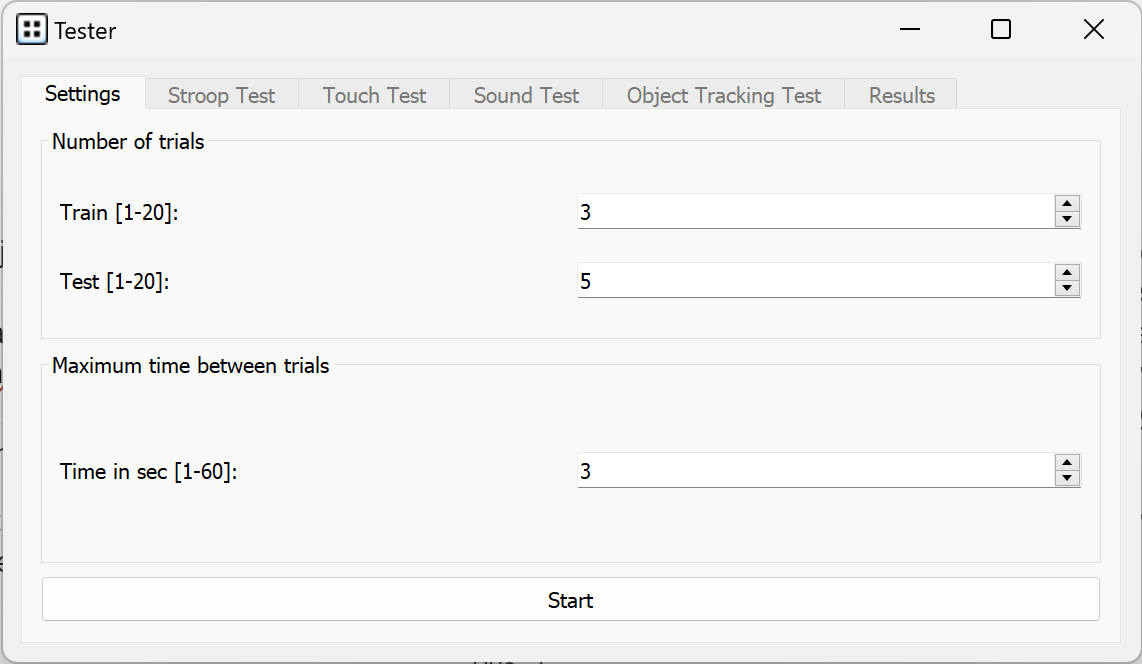 Tester
Settings Stroop Test Touch Test Sound Test Object Tracking Test Results
Number of trials
Train [1-20]: 3
Test [1-20]: 5
Maximum time between trials
Time in sec [1-60]: 3
Start